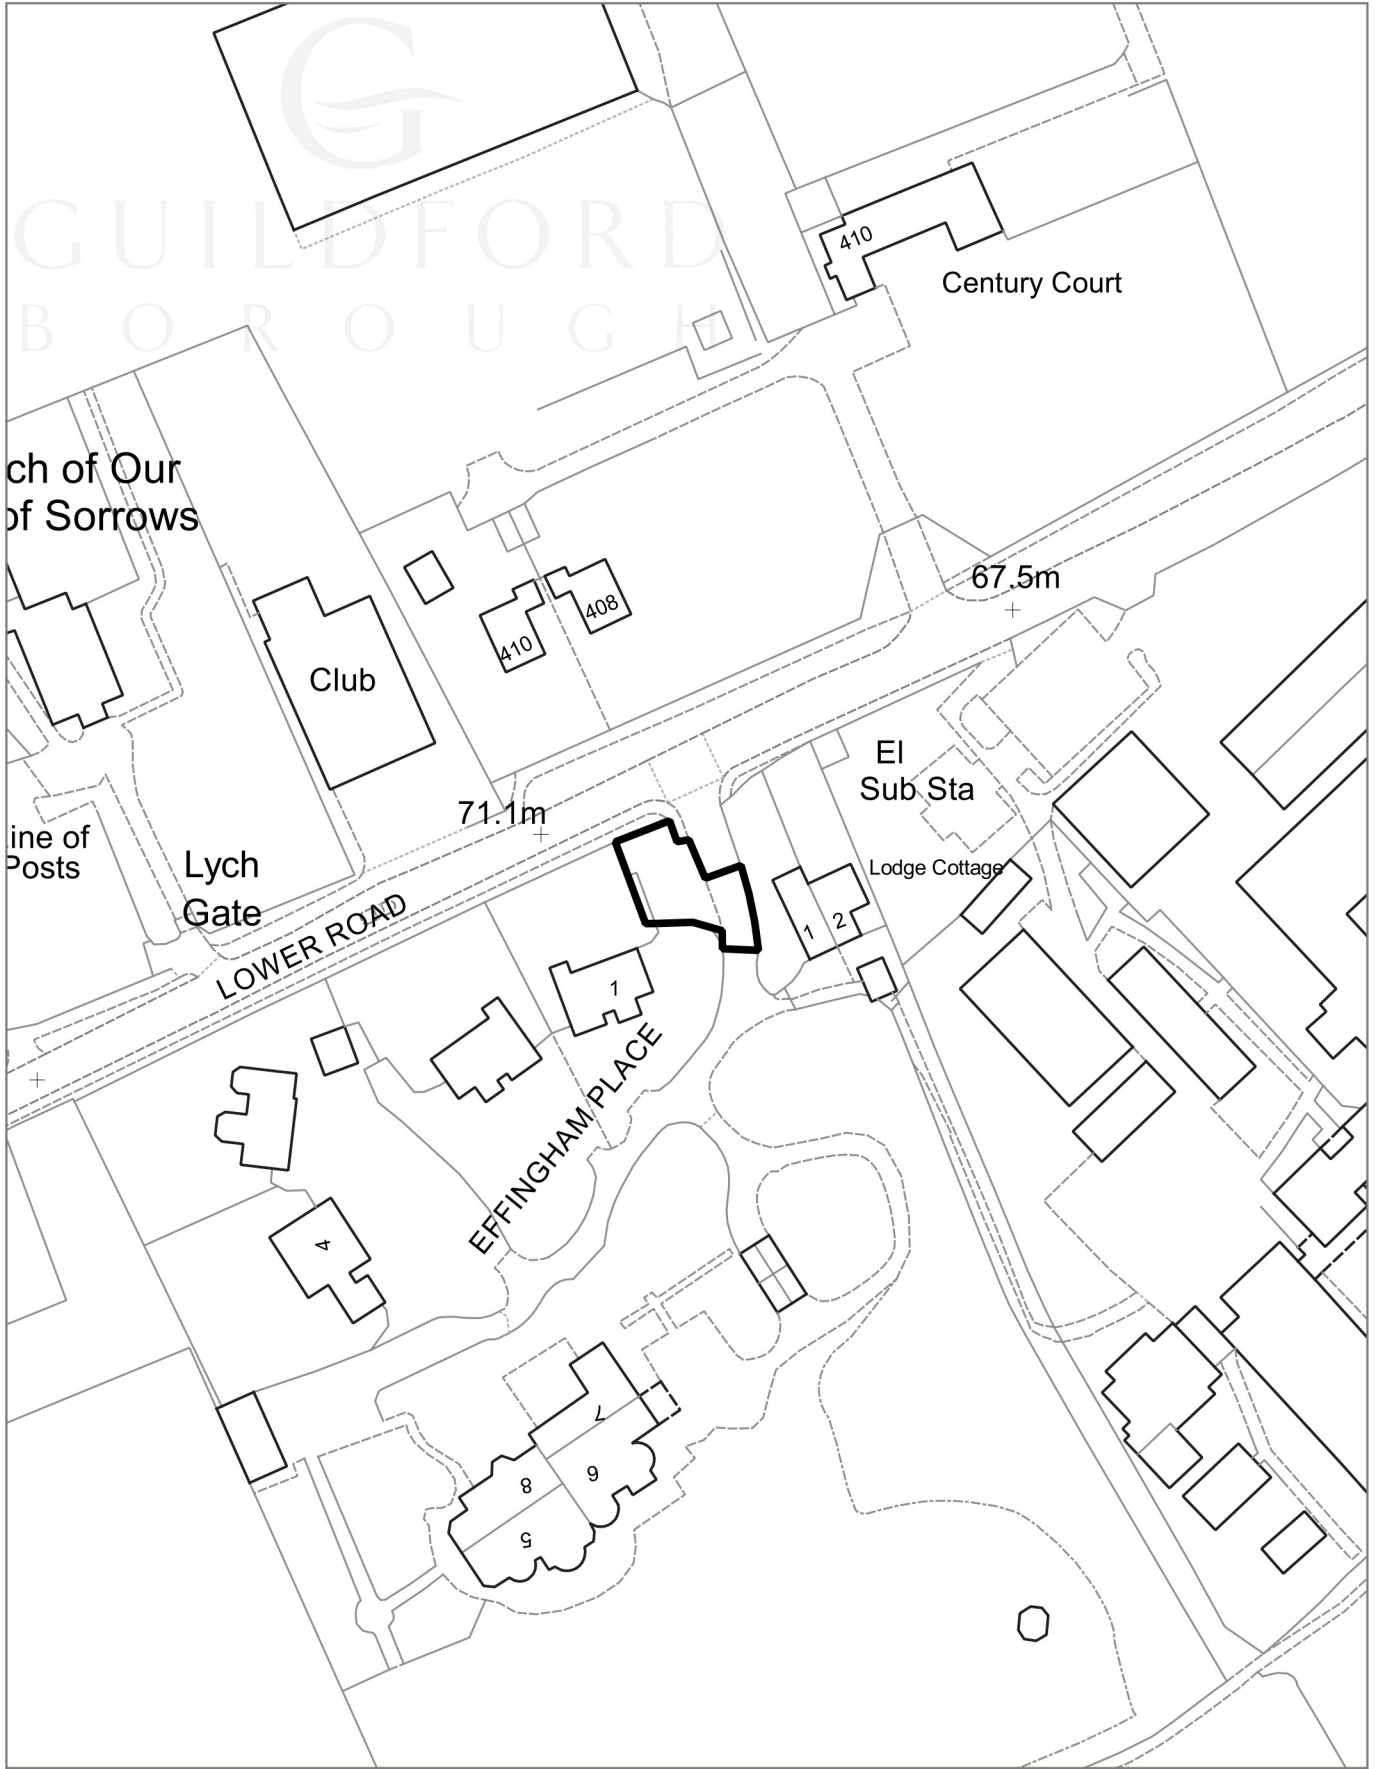 GUILDFORD
BOROUGH
410
Century Court
ch of Our
of Sorrows
67.5m
408
410
Club
El
Sub Sta
71.1m
Line of
Posts
Lych
Gate
Lodge Cottage
LOWER ROAD
1
2
1
EFFINGHAM PLACE
4
7
6
8
5